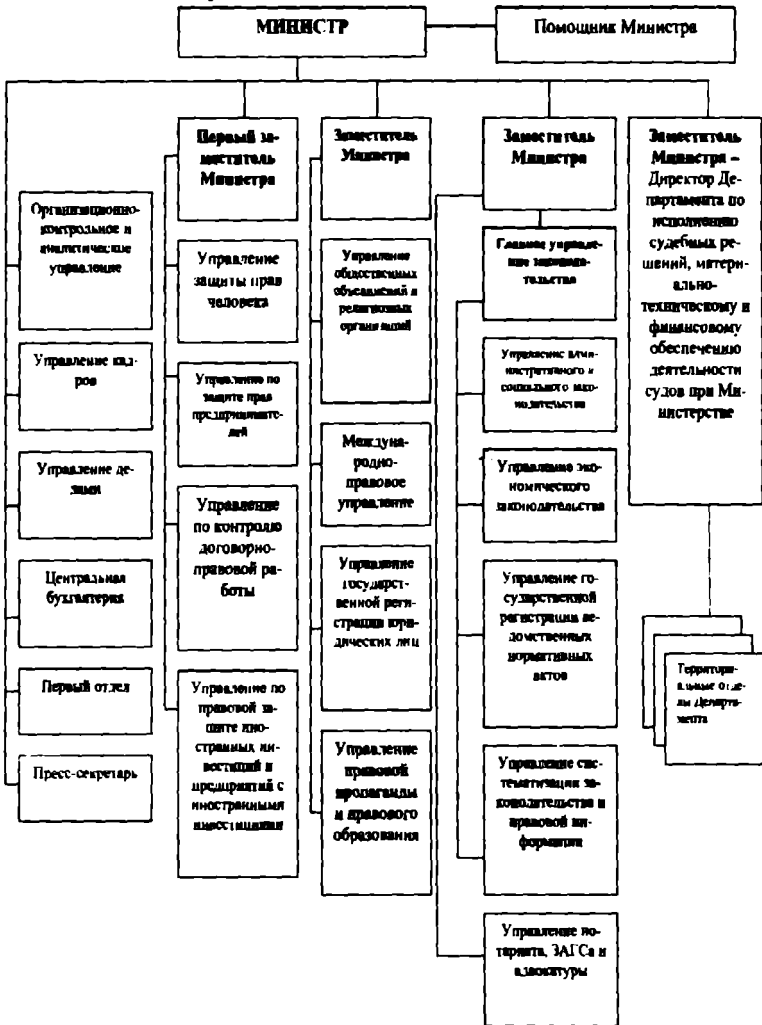 МИНИСТР
Помощник Министра
Организационно-
контрольное и
аналитическое
управление
Управление кад-
ров
Управление де-
лами
Центральная
бухгалтерия
Первый отдел
Пресс-секретарь
Первый за-
меститель
Министра
Управление
защиты прав
человека
Управление по
защите прав
предпринимате-
лей
Управление
по контролю
договорно-
правовой ра-
боты
Управление по
правовой за-
щите ино-
странных ин-
вестиций и
предприятий с
иностранными
инвестициями
Заместитель
Министра
Управление
общественных
объединений и
религиозных
организаций
Междуна-
родно-
правовое
управление
Управление
государст-
венной реги-
страции юри-
дических лиц
Управление
правовой
пропаганды
и правового
образования
Заместитель
Министра
Главное управле-
ние законода-
тельства
Управление адми-
нистративного и
социального зако-
нодательства
Управление эко-
номического
законодательства
Управление го-
сударственной
регистрации ве-
домственных
нормативных
актов
Управление сис-
тематизации за-
конодательства и
правовой ин-
формации
Управление но-
тариата, ЗАГСа и
адвокатуры
Заместитель
Министра –
Директор Де-
партамента по
исполнению
судебных ре-
шений, матери-
ально-
техническому и
финансовому
обеспечению
деятельности
судов при Ми-
нистерстве
Территори-
альные отде-
лы Департа-
мента